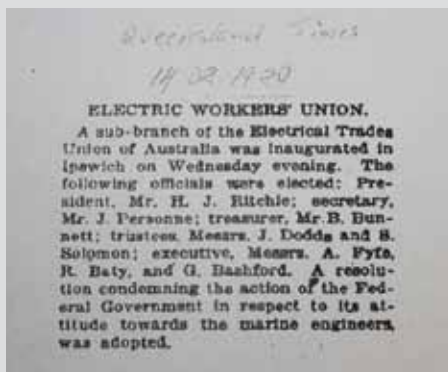 Queensland Times
14 02 1920
ELECTRIC WORKERS' UNION.
A sub-branch of the Electrical Trades
Union of Australia was inaugurated in
Ipswich on Wednesday evening. The
following officials were elected: Pre-
sident, Mr. H. J. Ritchie; secretary,
Mr. J. Personne; treasurer, Mr. B. Bun-
nett; trustees, Messrs. J. Dodds and S.
Solomon; executive, Messrs. A. Fyfe,
R. Baty, and G. Bashford. A resolu-
tion condemning the action of the Fed-
eral Government in respect to its at-
titude towards the marine engineers
was adopted.